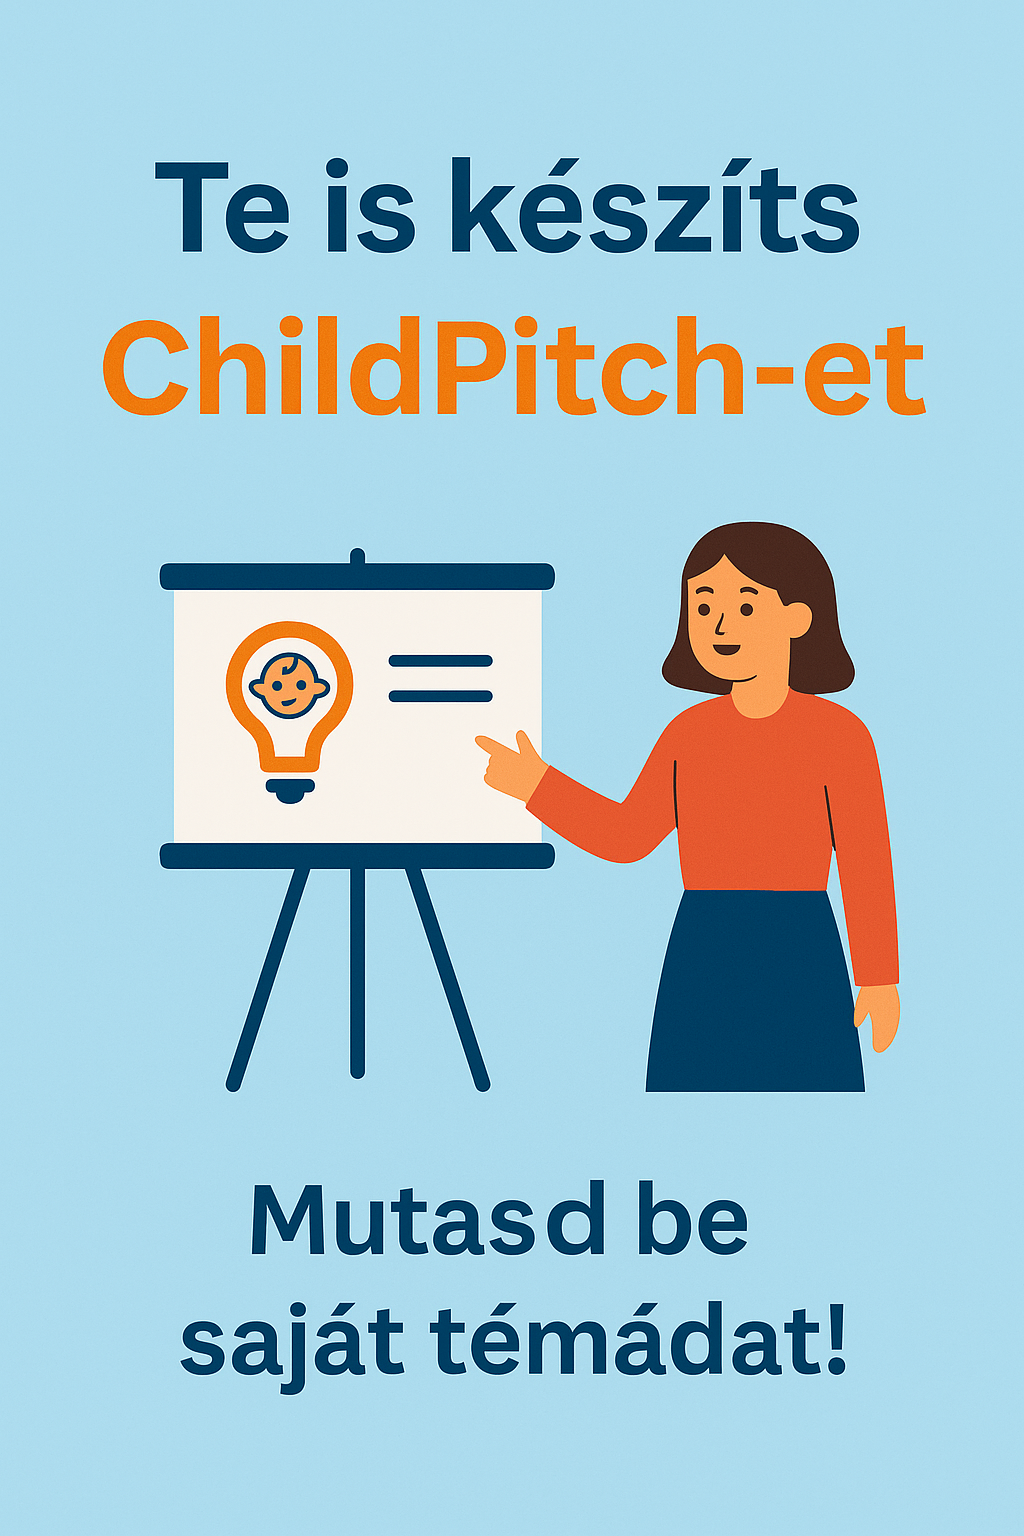 Te is készíts
ChildPitch-et
Mutasd be
saját témádat!